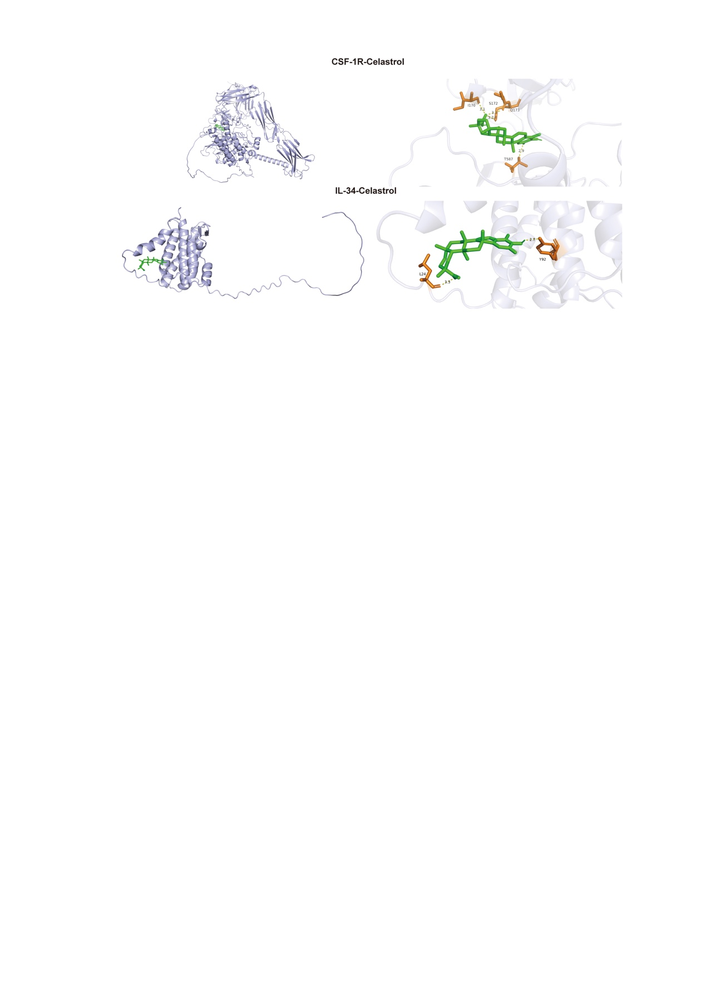 CSF-1R-Celastrol
I170
S172
Q173
3.1
3.2
2.9
T587
IL-34-Celastrol
2.7
Y92
L24
3.3